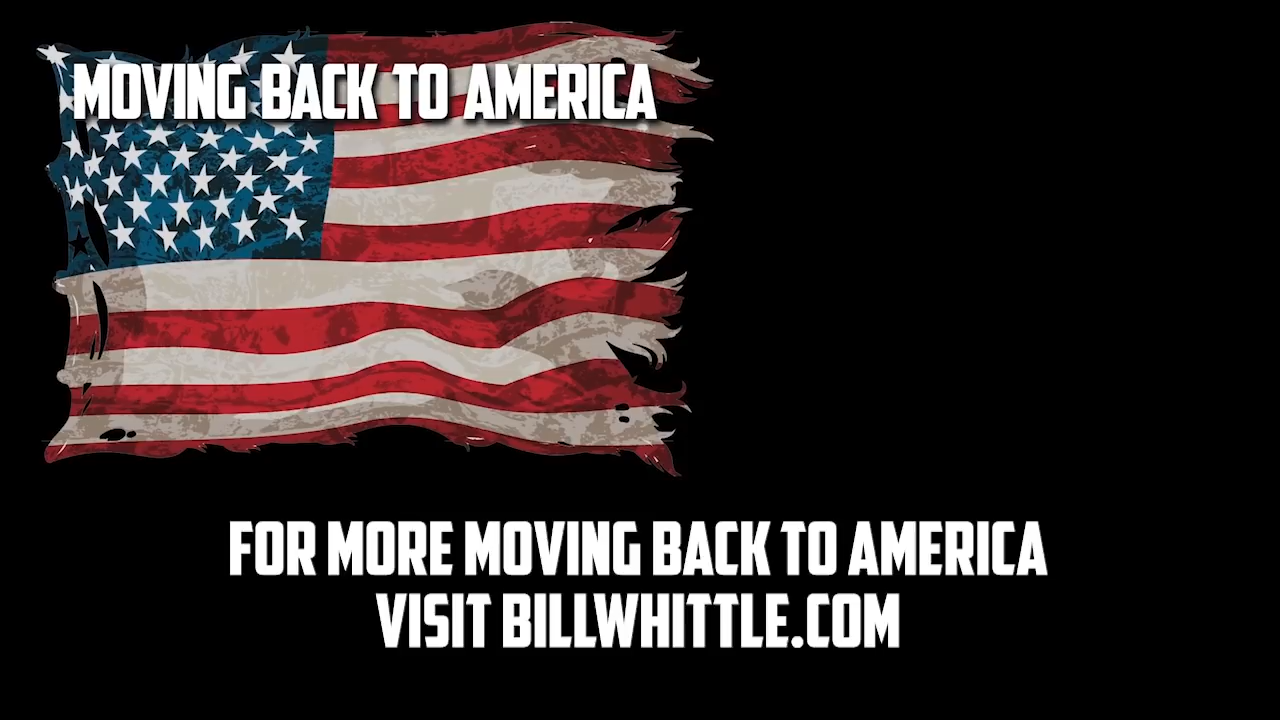 MOVING BACK TO AMERICA
FOR MORE MOVING BACK TO AMERICA
VISIT BILLWHITTLE.COM